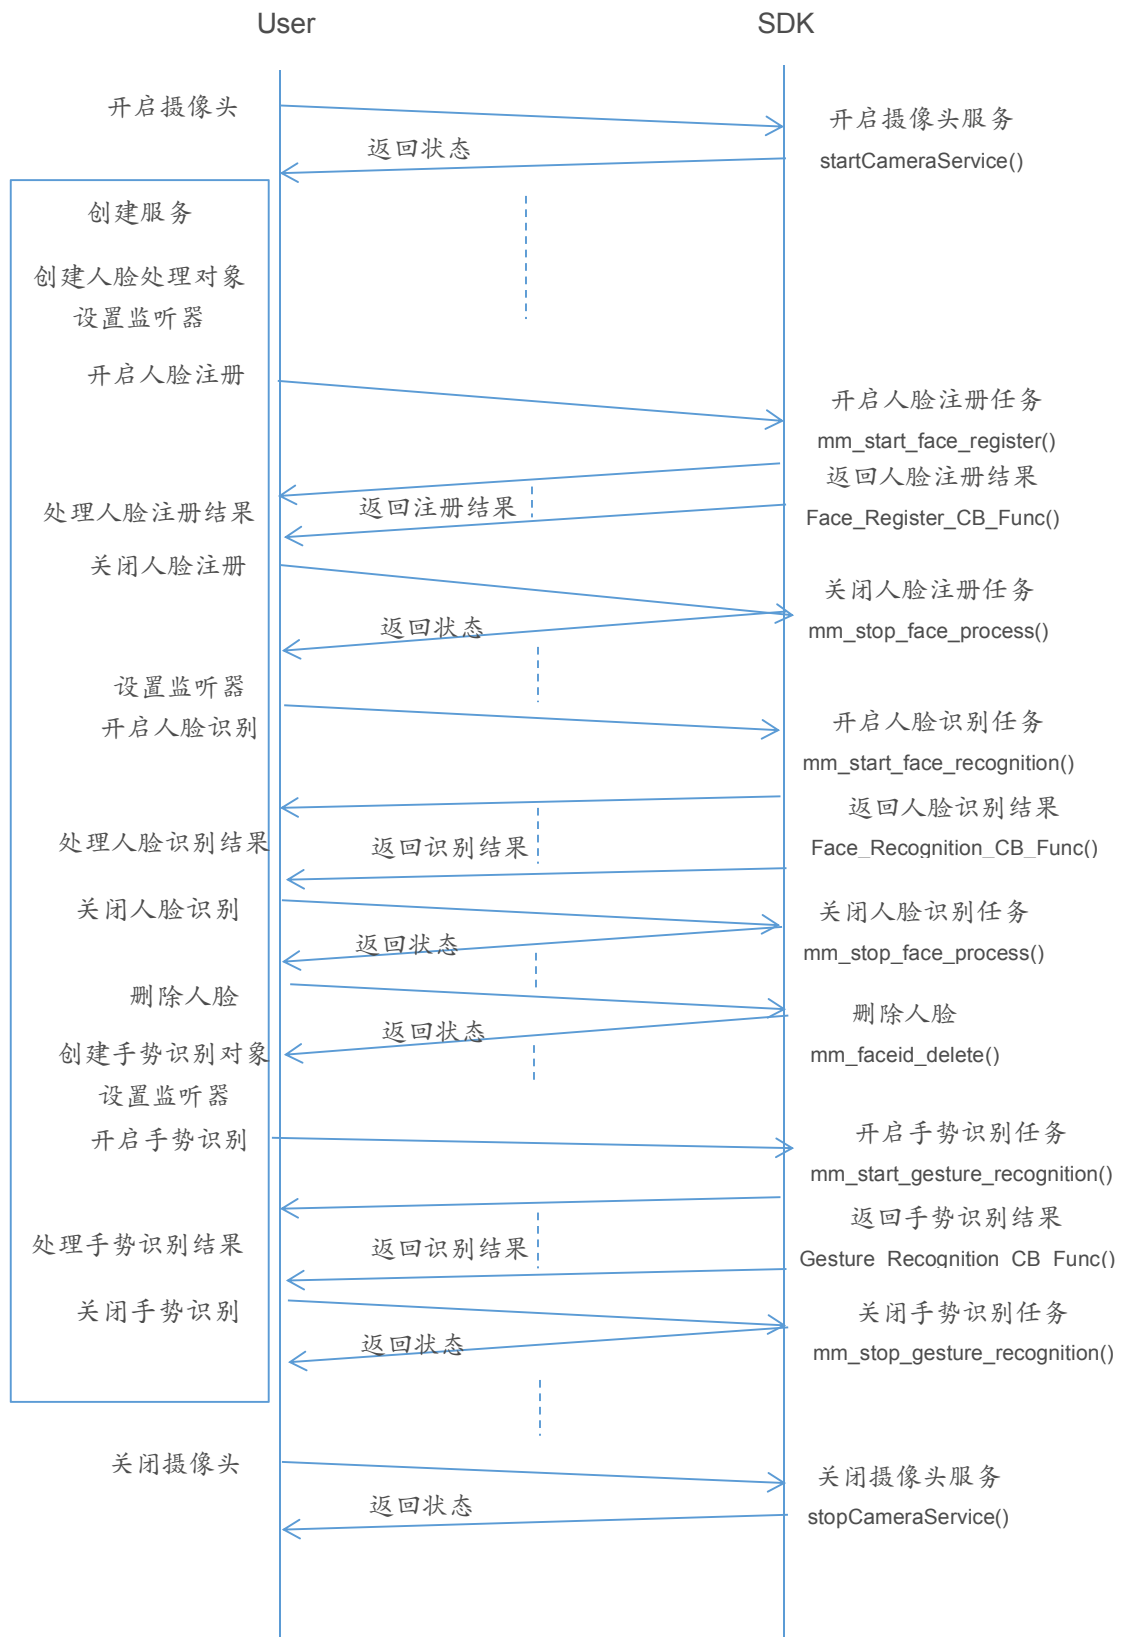 User
SDK
开启摄像头
开启摄像头服务
返回状态
startCameraService()
创建服务
创建人脸处理对象
设置监听器
开启人脸注册
开启人脸注册任务
mm_start_face_register()
返回人脸注册结果
处理人脸注册结果
返回注册结果
Face_Register_CB_Func()
关闭人脸注册
关闭人脸注册任务
返回状态
mm_stop_face_process()
设置监听器
开启人脸识别
开启人脸识别任务
mm_start_face_recognition()
返回人脸识别结果
处理人脸识别结果
返回识别结果
Face_Recognition_CB_Func()
关闭人脸识别
关闭人脸识别任务
返回状态
mm_stop_face_process()
删除人脸
删除人脸
返回状态
创建手势识别对象
mm_faceid_delete()
设置监听器
开启手势识别
开启手势识别任务
mm_start_gesture_recognition()
返回手势识别结果
处理手势识别结果
返回识别结果
Gesture_Recognition_CB_Func()
关闭手势识别
关闭手势识别任务
返回状态
mm_stop_gesture_recognition()
关闭摄像头
关闭摄像头服务
返回状态
stopCameraService()